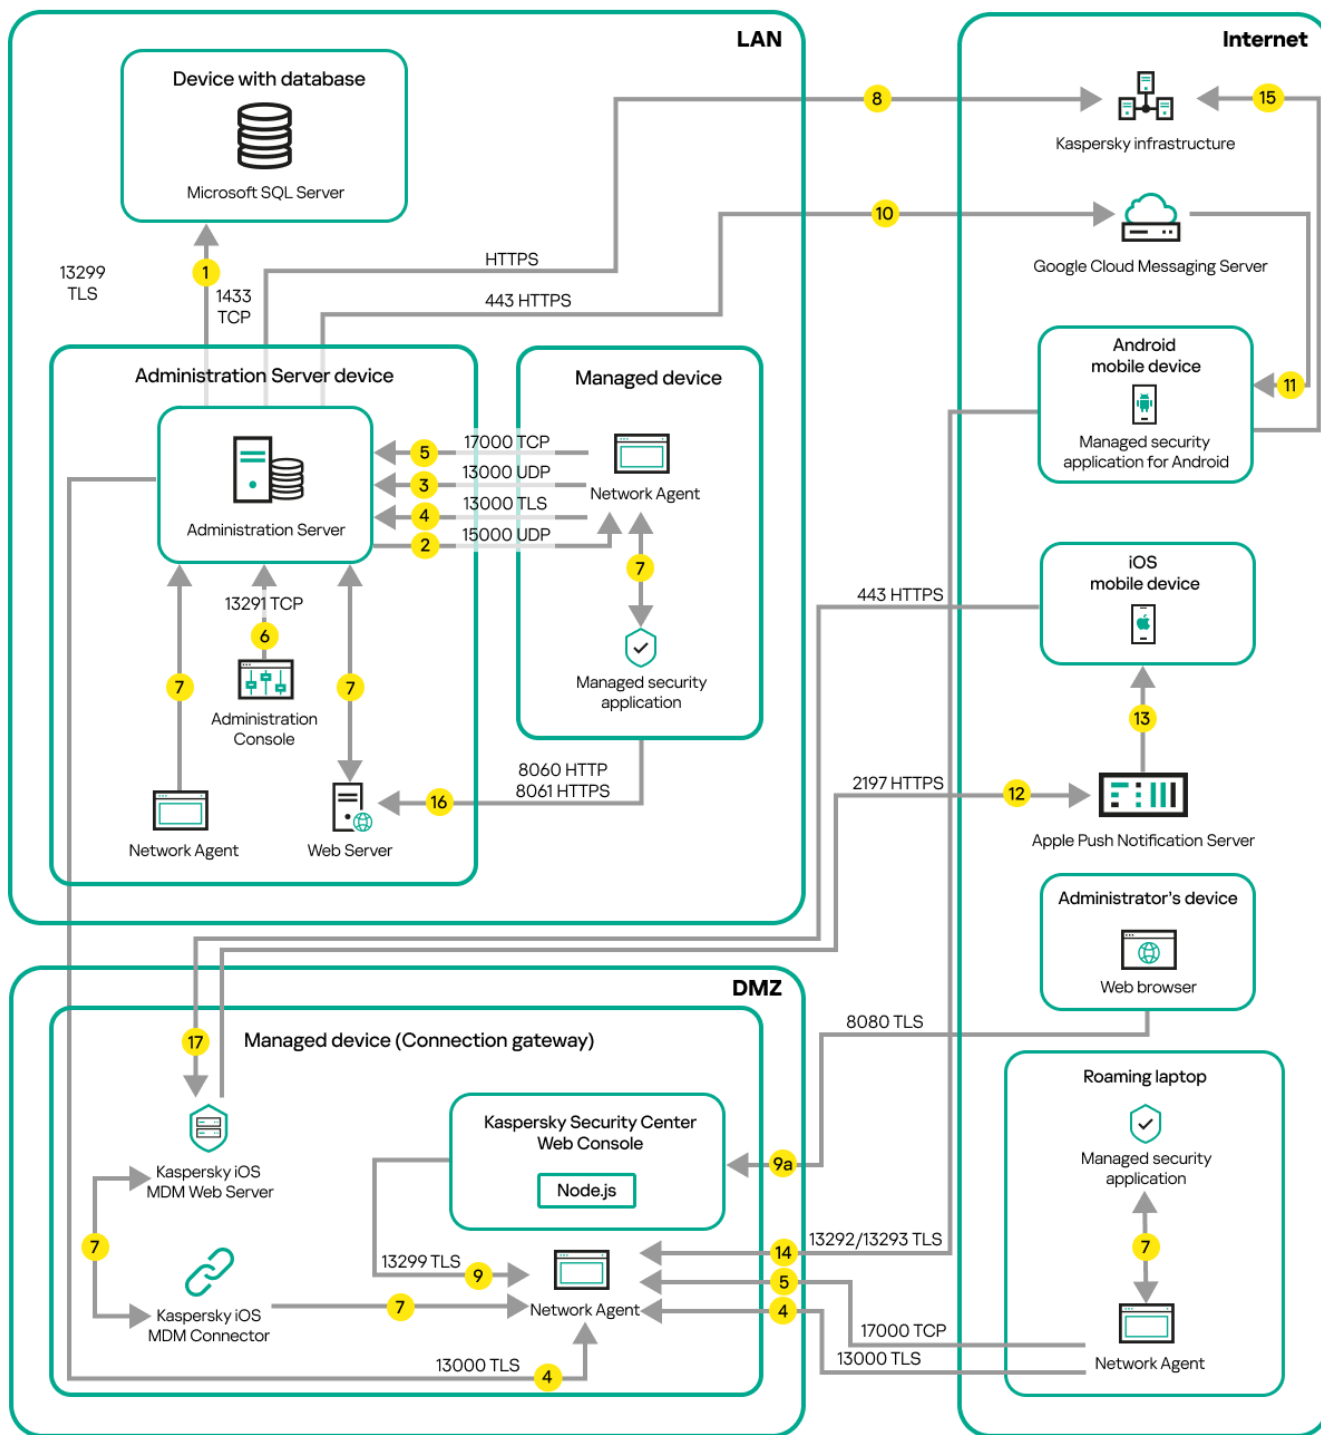 LAN
Device with database
Microsoft SQL Server
13299
TLS
1
1433
TCP
HTTPS
443 HTTPS
8
10
Internet
15
Kaspersky infrastructure
Google Cloud Messaging Server
Android
mobile device
11
Managed security
application for Android
Administration Server device
Administration Server
5
17000 TCP
3
13000 UDP
4
13000 TLS
2
15000 UDP
Managed device
Network Agent
7
Managed security
application
13291 TCP
6
7
7
Administration
Console
Network Agent
Web Server
8060 HTTP
8061 HTTPS
16
443 HTTPS
iOS
mobile device
13
2197 HTTPS
12
Apple Push Notification Server
Administrator's device
Web browser
8080 TLS
DMZ
17
Managed device (Connection gateway)
Kaspersky iOS
MDM Web Server
7
Kaspersky iOS
MDM Connector
Kaspersky Security Center
Web Console
Node.js
9a
13299 TLS
9
7
Network Agent
13000 TLS
4
14
13292/13293 TLS
5
4
17000 TCP
13000 TLS
Roaming laptop
Managed security
application
7
Network Agent